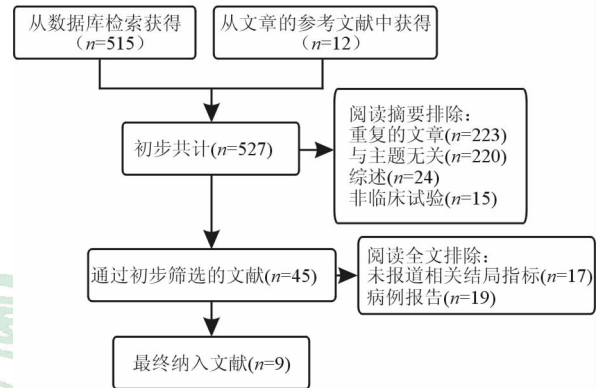 从数据库检索获得
（n=515）
从文章的参考文献中获得
（n=12）
初步共计(n=527)
阅读摘要排除：
重复的文章(n=223)
与主题无关(n=220)
综述(n=24)
非临床试验(n=15)
通过初步筛选的文献(n=45)
阅读全文排除：
未报道相关结局指标(n=17)
病例报告(n=19)
最终纳入文献(n=9)